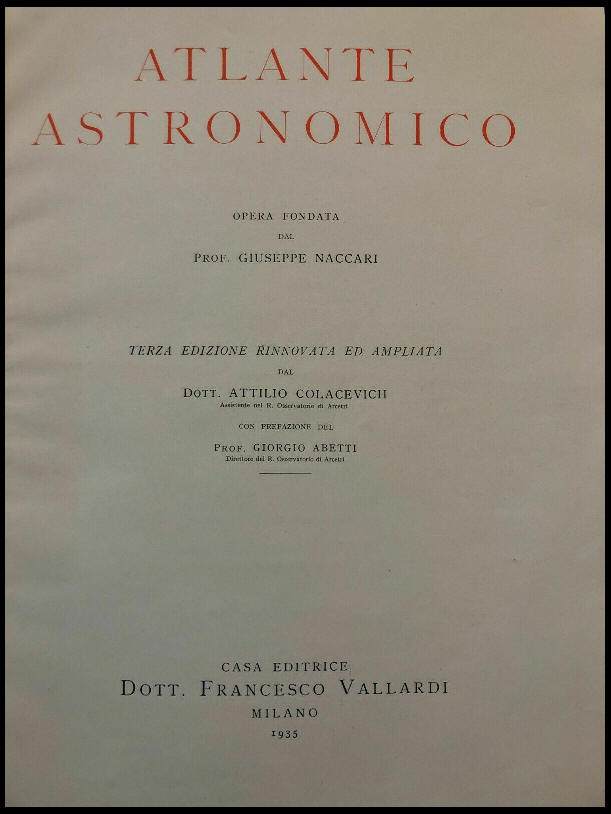 ATLANTE
ASTRONOMICO
OPERA FONDATA
DAL
PROF. GIUSEPPE NACCARI
TERZA EDIZIONE RINNOVATA ED AMPLIATA
DAL
DOTT. ATTILIO COLACEVICH
Assistente nel R. Osservatorio di Arcetri
CON PREFAZIONE DEL
PROF. GIORGIO ABETTI
Direttore del R. Osservatorio di Arcetri
CASA EDITRICE
DOTT. FRANCESCO VALLARDI
MILANO
1935